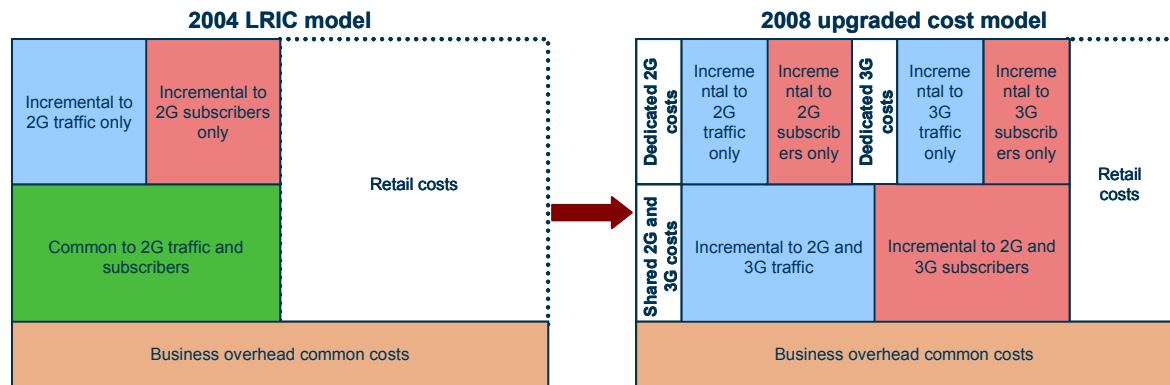 2004 LRIC model
Incremental to
2G traffic only
Incremental to
2G subscribers
only
Retail costs
Common to 2G traffic and
subscribers
Business overhead common costs
2008 upgraded cost model
Dedicated 2G
costs
Increme
ntal to
2G
traffic
only
Increme
ntal to
2G
subscrib
ers only
Dedicated 3G
costs
Increme
ntal to
3G
traffic
only
Increme
ntal to
3G
subscrib
ers only
Retail
costs
Shared 2G and
3G costs
Incremental to 2G and
3G traffic
Incremental to 2G and
3G subscribers
Business overhead common costs